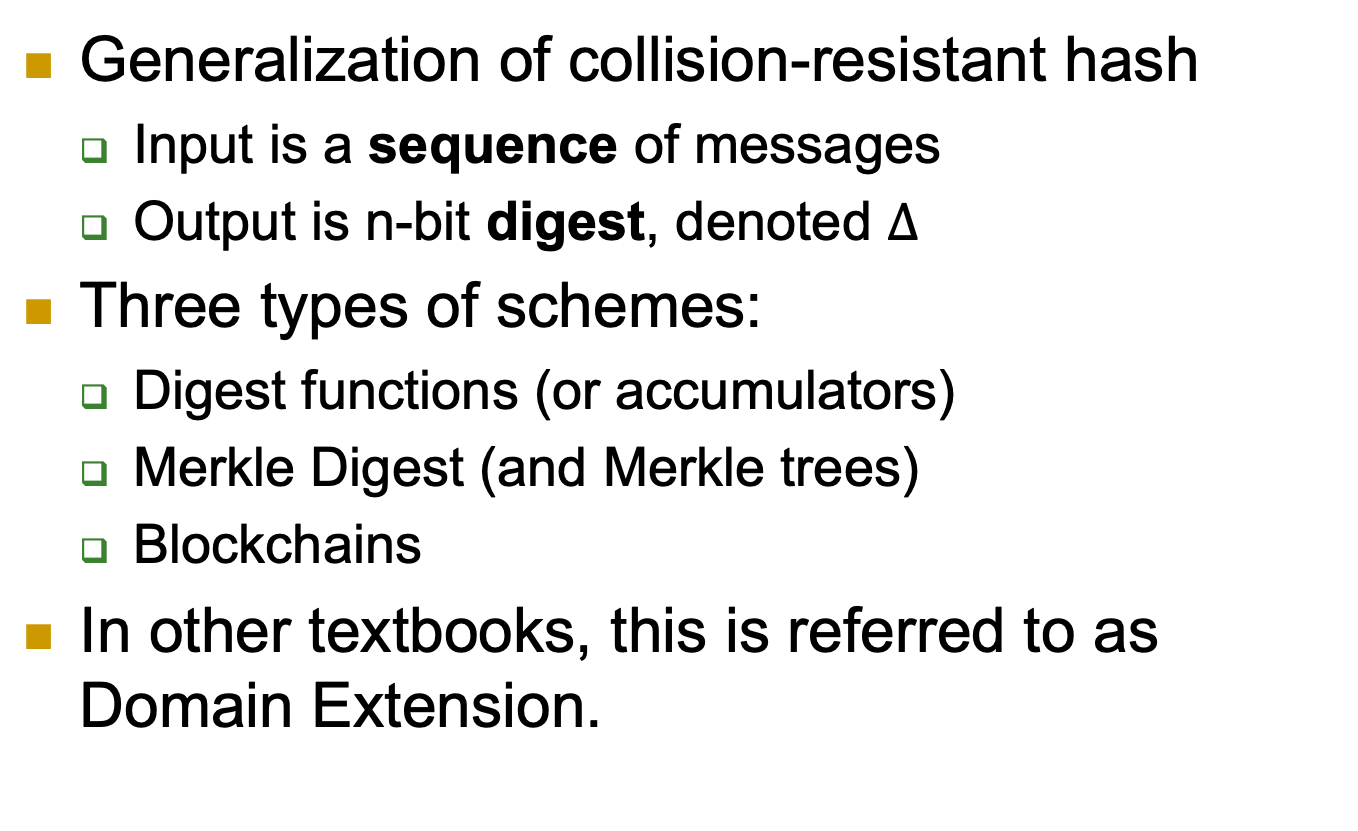 Generalization of collision-resistant hash
Input is a sequence of messages
Output is n-bit digest, denoted Δ
Three types of schemes:
Digest functions (or accumulators)
Merkle Digest (and Merkle trees)
Blockchains
In other textbooks, this is referred to as
Domain Extension.